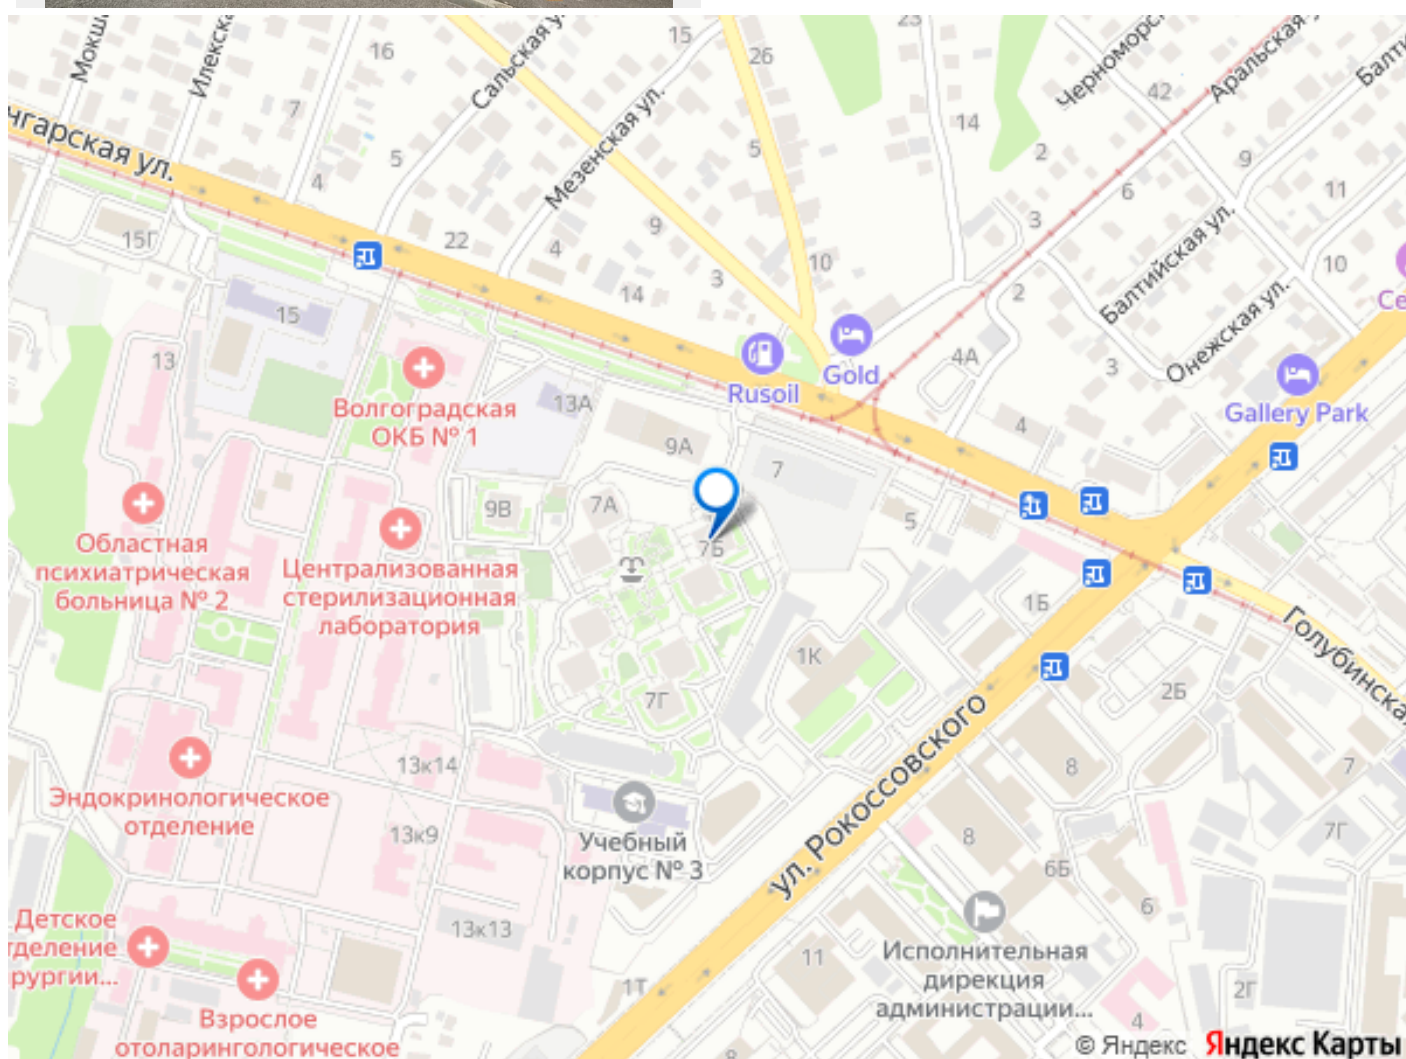 Мокш
Илекска
16
Сальская у
15
26
23
Черноморс
42
Аральская у
Балти
нгарская ул.
7
5
4
Мезенская ул.
5
14
2
9
6
11
15Г
22
4
9
3
10
3
Балтийская ул.
10
14
2
Се
15
13
Rusoil
Gold
4А
3
Онежская ул.
Gallery Park
Волгоградская
ОКБ № 1
13А
9А
4
7
9В
7А
5
Областная
психиатрическая
больница № 2
Централизованная
стерилизационная
лаборатория
7Б
1Б
Голубинска
1К
2Б
7Г
ул. Рокоссовского
13к14
8
7
Эндокринологическое
отделение
13к9
Учебный
корпус № 3
8
7Г
6Б
Детское
тделение
рургии...
13к13
6
11
Исполнительная
дирекция
администрации...
1Т
2Г
4
Взрослое
отоларингологическое
© Яндекс Яндекс Карты